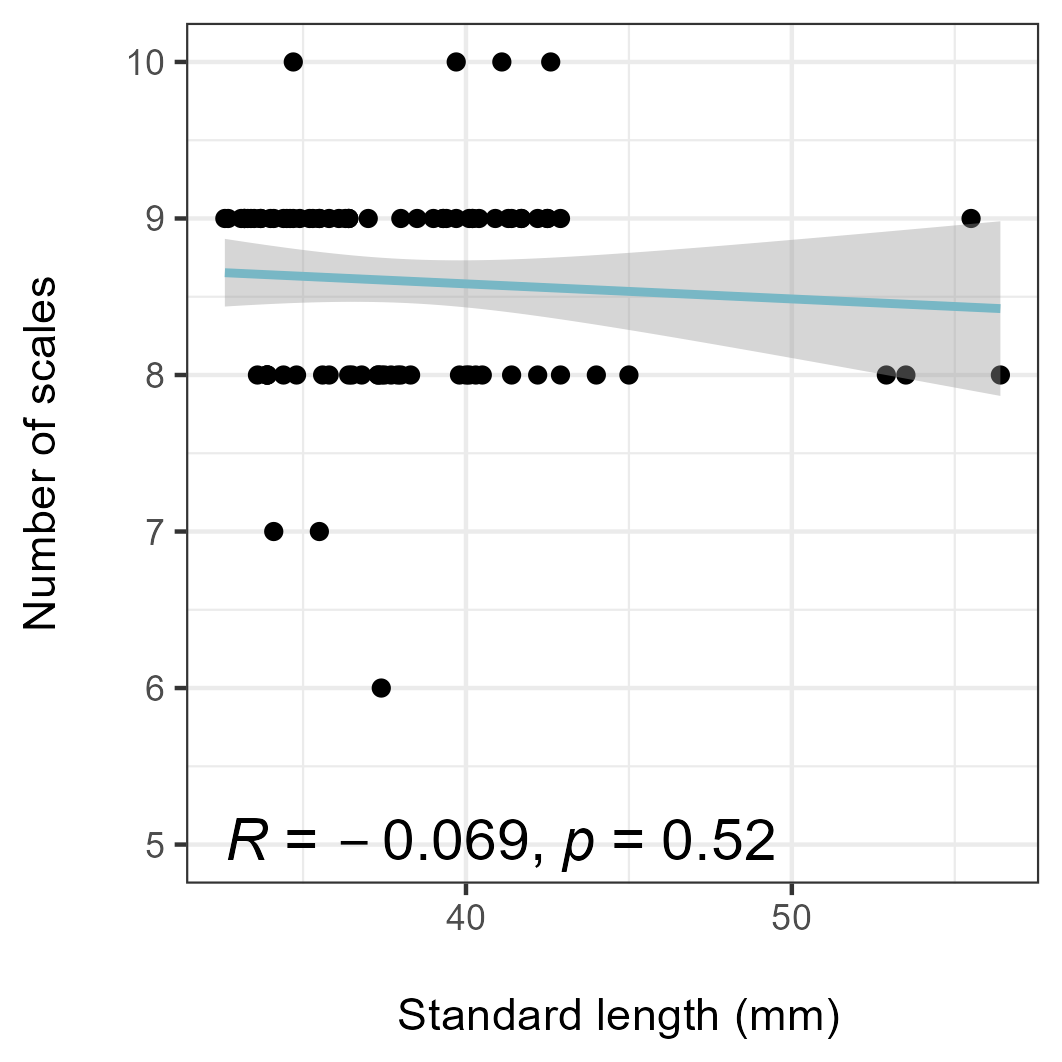 10
9
8
7
6
5
Number of scales
R = − 0.069, p = 0.52
40 50
Standard length (mm)